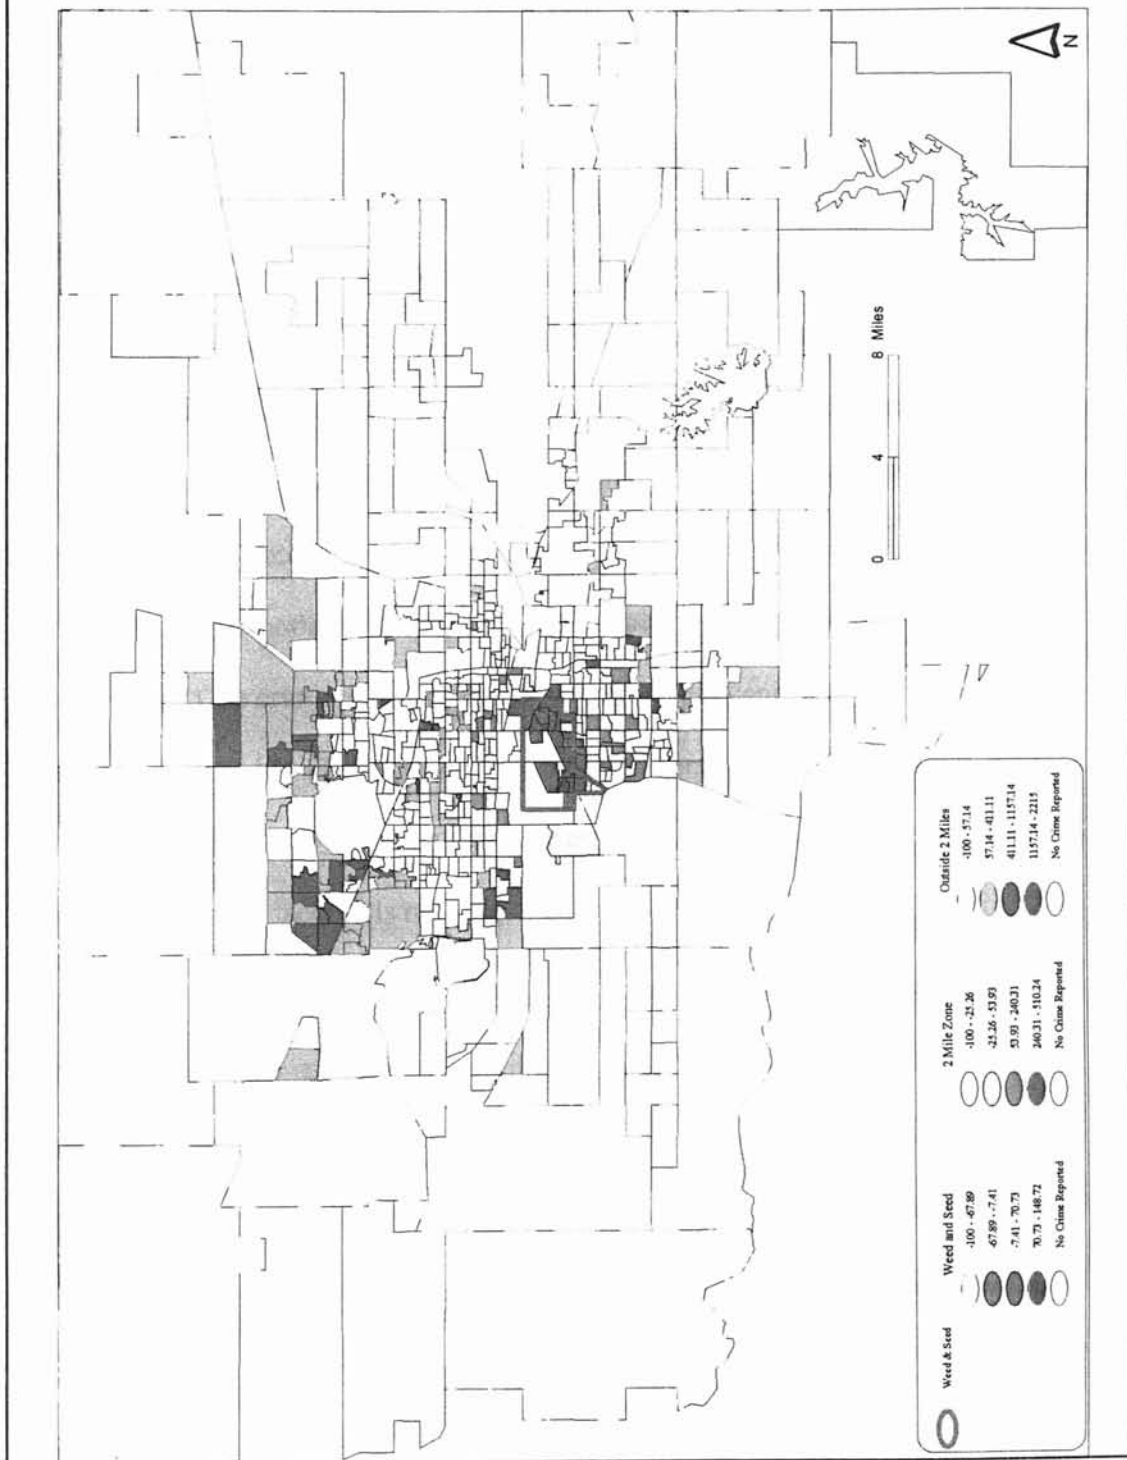 N
0 4 8 Miles
Weed & Seed
Weed and Seed
-100 - -67.89
-67.89 - -7.41
-7.41 - 70.73
70.73 - 148.72
No Crime Reported
2 Mile Zone
-100 - -25.26
-25.26 - 53.93
53.93 - 240.31
240.31 - 510.24
No Crime Reported
Outside 2 Miles
-100 - 57.14
57.14 - 411.11
411.11 - 1157.14
1157.14 - 2215
No Crime Reported